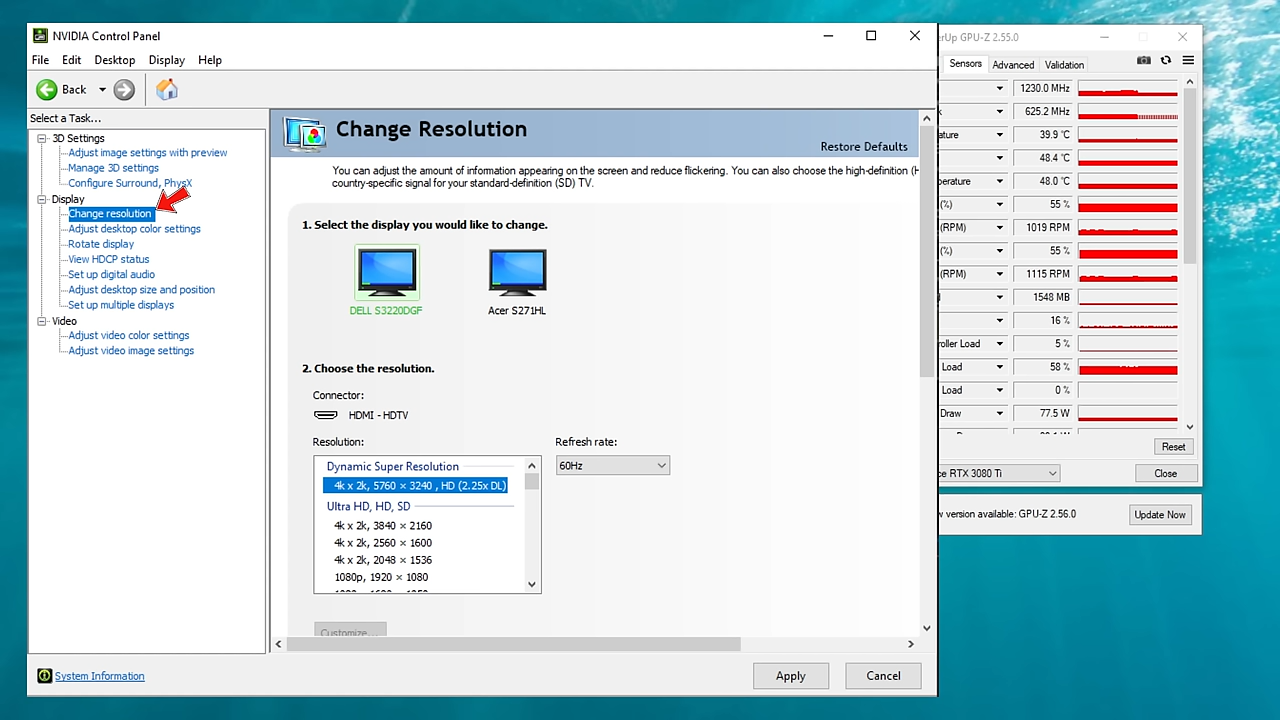 NVIDIA Control Panel
File Edit Desktop Display Help
Back
Select a Task...
3D Settings
Adjust image settings with preview
Manage 3D settings
Configure Surround, PhysX
Display
Change resolution
Adjust desktop color settings
Rotate display
View HDCP status
Set up digital audio
Adjust desktop size and position
Set up multiple displays
Video
Adjust video color settings
Adjust video image settings
System Information
Change Resolution
Restore Defaults
You can adjust the amount of information appearing on the screen and reduce flickering. You can also choose the high-definition (H
country-specific signal for your standard-definition (SD) TV.
1. Select the display you would like to change.
DELL S3220DGF
Acer S271HL
2. Choose the resolution.
Connector:
HDMI - HDTV
Resolution:
Refresh rate:
Dynamic Super Resolution
60Hz
4k x 2k, 5760 × 3240 , HD (2.25x DL)
Ultra HD, HD, SD
4k x 2k, 3840 × 2160
4k x 2k, 2560 × 1600
4k x 2k, 2048 × 1536
1080p, 1920 × 1080
Customize...
Apply
Cancel
erUp GPU-Z 2.55.0
Sensors Advanced Validation
1230.0 MHz
k 625.2 MHz
ature 39.9 °C
48.4 °C
perature 48.0 °C
(%) 55 %
(RPM) 1019 RPM
(%) 55 %
(RPM) 1115 RPM
1548 MB
16 %
roller Load 5 %
Load 58 %
Load 0 %
Draw 77.5 W
Reset
ce RTX 3080 Ti
Close
w version available: GPU-Z 2.56.0
Update Now